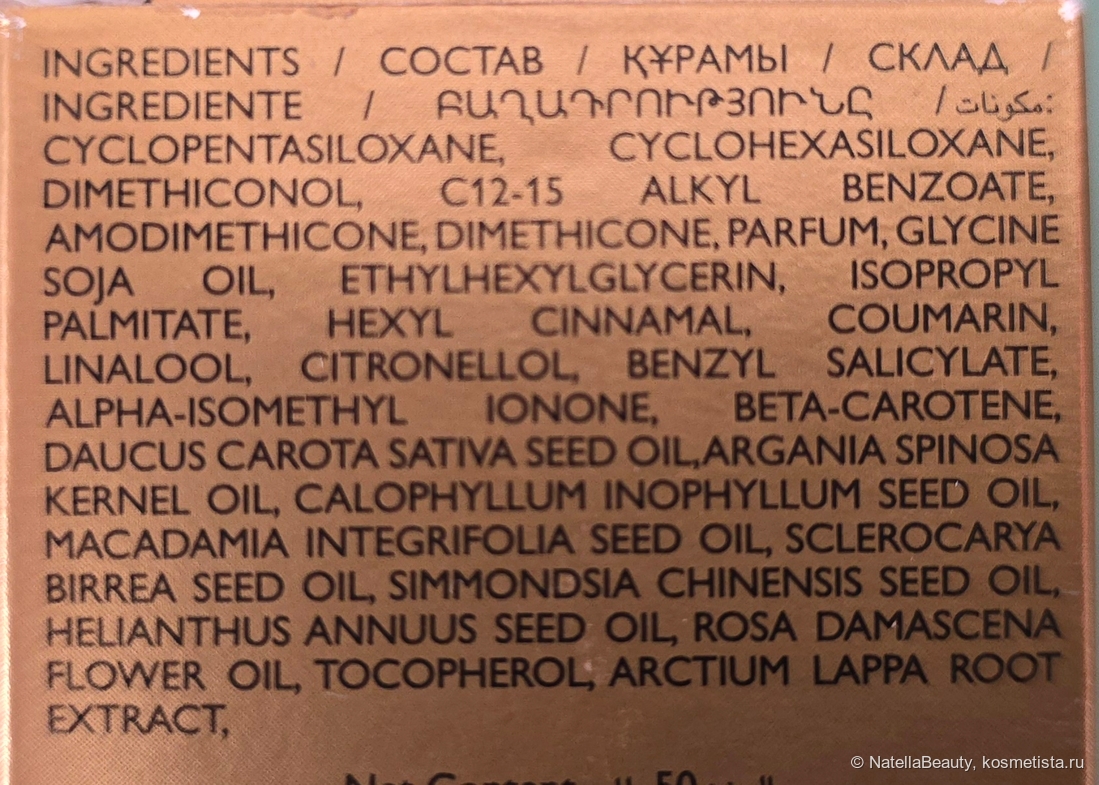 INGREDIENTS / СОСТАВ / ҚҰРАМЫ / СКЛАД /
INGREDIENTE / ԲԱՂԱԴՐՈՒԹՅՈՒՆԸ / مكونات:
CYCLOPENTASILOXANE, CYCLOHEXASILOXANE,
DIMETHICONOL, C12-15 ALKYL BENZOATE,
AMODIMETHICONE, DIMETHICONE, PARFUM, GLYCINE
SOJA OIL, ETHYLHEXYLGLYCERIN, ISOPROPYL
PALMITATE, HEXYL CINNAMAL, COUMARIN,
LINALOOL, CITRONELLOL, BENZYL SALICYLATE,
ALPHA-ISOMETHYL IONONE, BETA-CAROTENE,
DAUCUS CAROTA SATIVA SEED OIL,ARGANIA SPINOSA
KERNEL OIL, CALOPHYLLUM INOPHYLLUM SEED OIL,
MACADAMIA INTEGRIFOLIA SEED OIL, SCLEROCARYA
BIRREA SEED OIL, SIMMONDSIA CHINENSIS SEED OIL,
HELIANTHUS ANNUUS SEED OIL, ROSA DAMASCENA
FLOWER OIL, TOCOPHEROL, ARCTIUM LAPPA ROOT
EXTRACT,
Net Content 50
© NatellaBeauty, kosmetista.ru